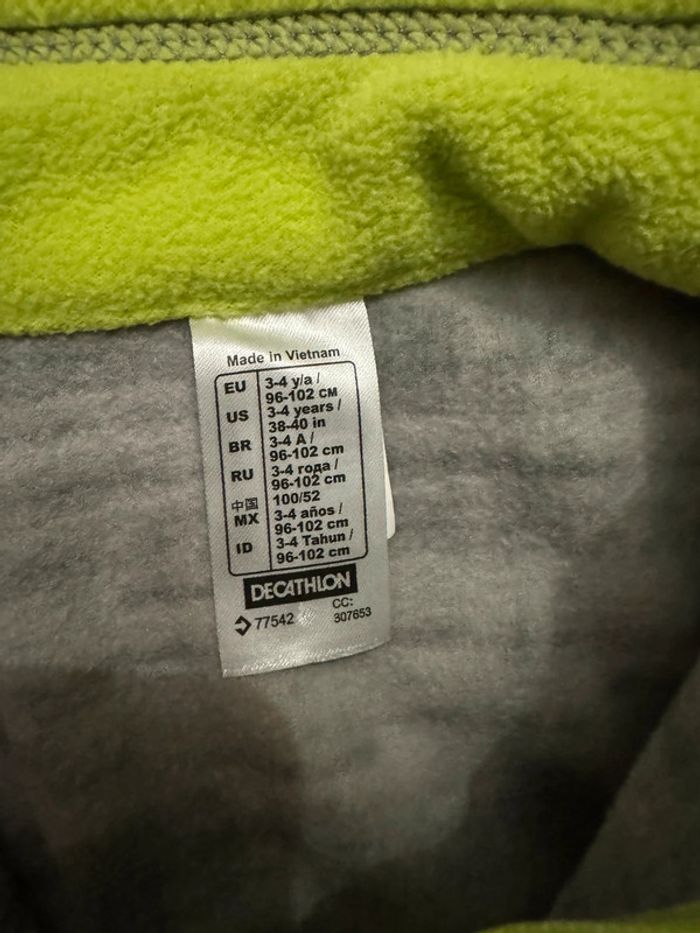 Made in Vietnam
EU 3-4 y/a /
96-102 см
US 3-4 years /
38-40 in
BR 3-4 A /
96-102 cm
RU 3-4 года /
96-102 cm
中国 100/52
MX 3-4 años /
96-102 cm
ID 3-4 Tahun /
96-102 cm
DECATHLON
77542
CC:
307653